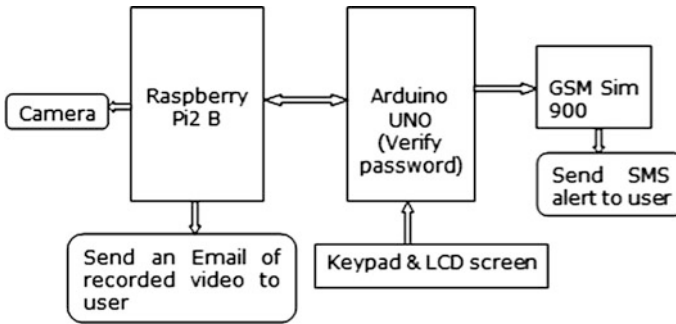 Camera
Raspberry
Pi2 B
Arduino
UNO
(Verify
password)
GSM Sim
900
Send SMS
alert to user
Send an Email of
recorded video to
user
Keypad & LCD screen